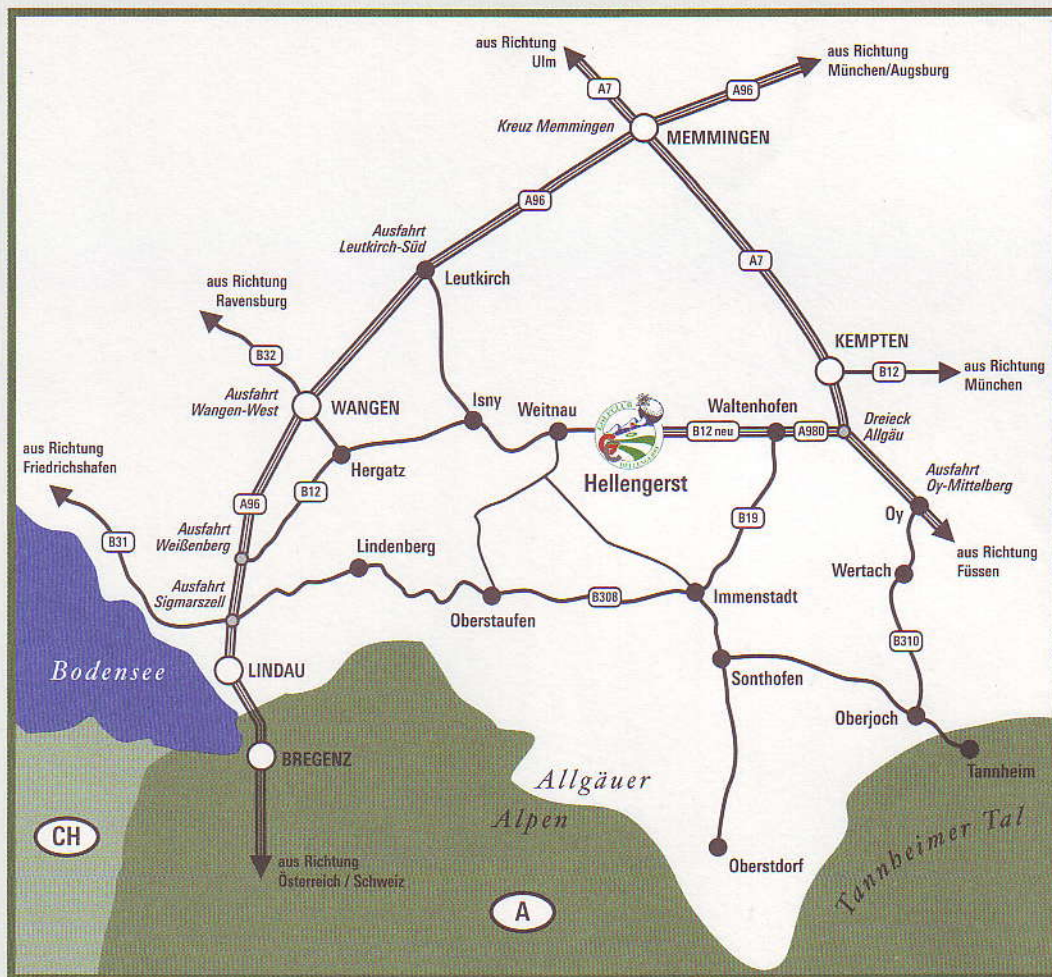 aus Richtung
Ulm
aus Richtung
München/Augsburg
A7
A96
Kreuz Memmingen
MEMMINGEN
A96
Ausfahrt
Leutkirch-Süd
A7
Leutkirch
aus Richtung
Ravensburg
B32
KEMPTEN
B12
aus Richtung
München
Ausfahrt
Wangen-West
WANGEN
Isny
Weitnau
GOLFCLUB
HELLENGERST
Waltenhofen
B12 neu
A980
Dreieck
Allgäu
Hellengerst
aus Richtung
Friedrichshafen
Hergatz
B12
A96
Ausfahrt
Oy-Mittelberg
Oy
B19
B31
Ausfahrt
Weißenberg
Lindenberg
aus Richtung
Füssen
Wertach
Ausfahrt
Sigmarszell
Oberstaufen
B308
Immenstadt
B310
Bodensee
LINDAU
Sonthofen
Oberjoch
BREGENZ
Tannheim
Allgäuer
Alpen
CH
aus Richtung
Österreich / Schweiz
Oberstdorf
Tannheimer Tal
A